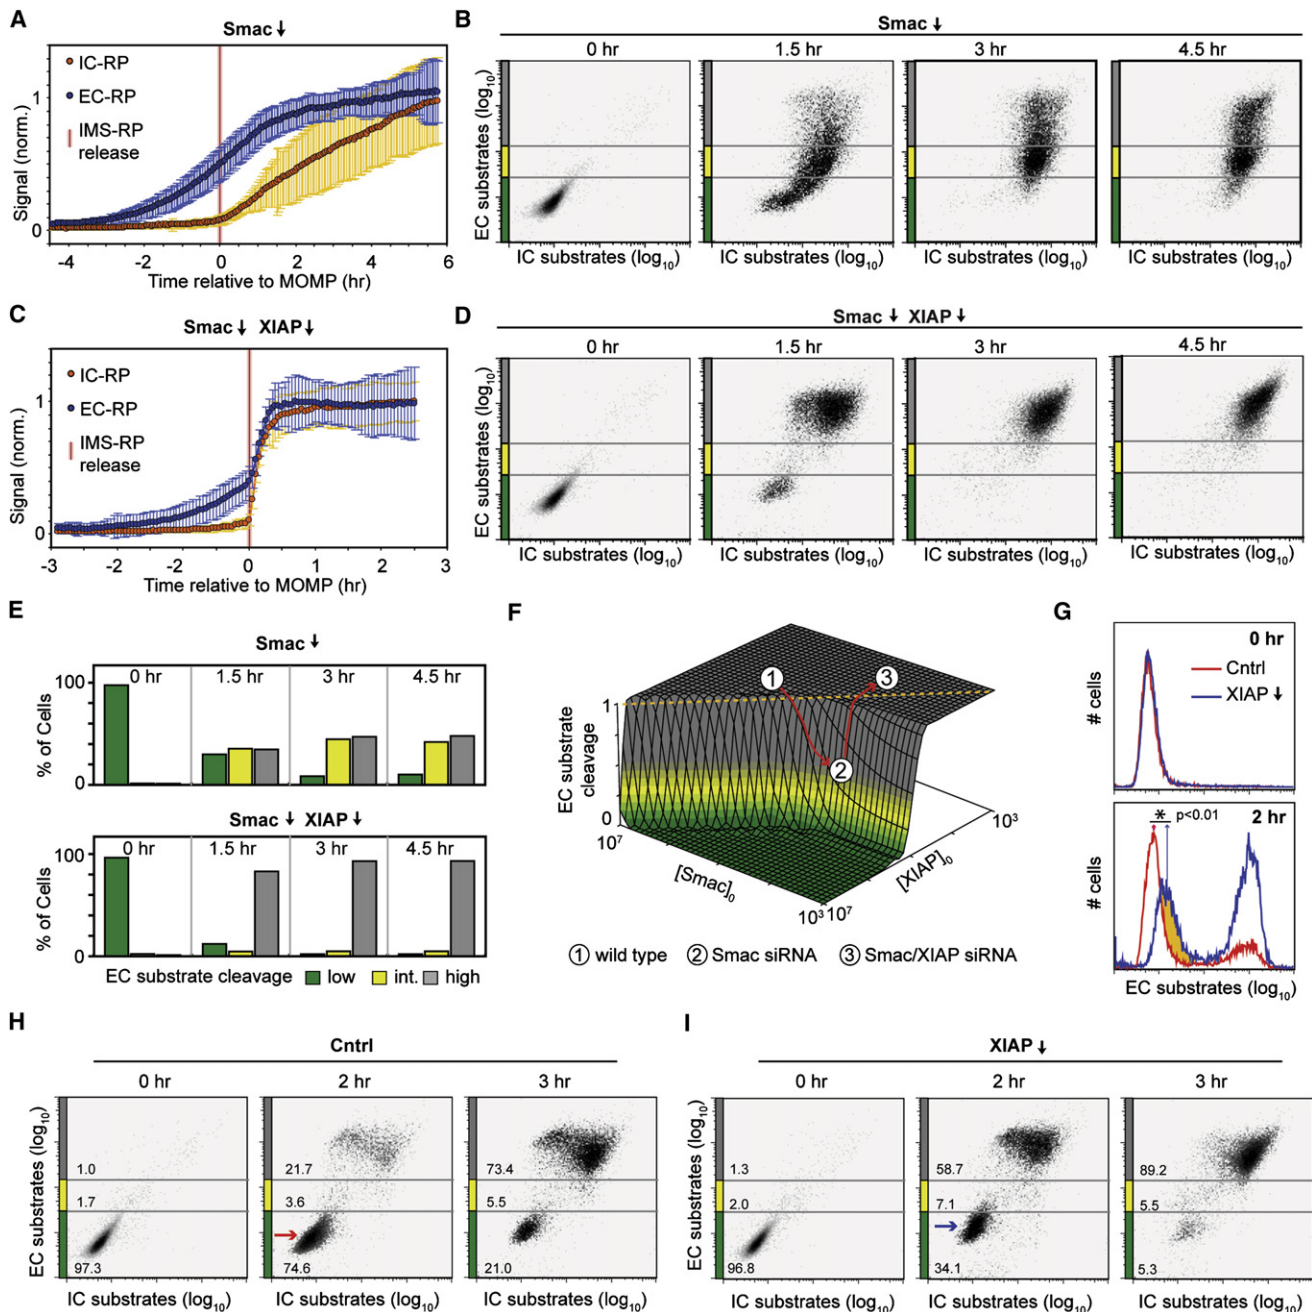 A
Smac ↓
IC-RP
EC-RP
IMS-RP
release
Signal (norm.)
1
0
-4 -2 0 2 4 6
Time relative to MOMP (hr)
B
Smac ↓
0 hr 1.5 hr 3 hr 4.5 hr
EC substrates (log10)
IC substrates (log10) IC substrates (log10) IC substrates (log10) IC substrates (log10)
C
Smac ↓ XIAP ↓
IC-RP
EC-RP
IMS-RP
release
Signal (norm.)
1
0
-3 -2 -2 0 1 2 3
Time relative to MOMP (hr)
D
Smac ↓ XIAP ↓
0 hr 1.5 hr 3 hr 4.5 hr
EC substrates (log10)
IC substrates (log10) IC substrates (log10) IC substrates (log10) IC substrates (log10)
E
Smac ↓
0 hr 1.5 hr 3 hr 4.5 hr
100
0
% of Cells
Smac ↓ XIAP ↓
0 hr 1.5 hr 3 hr 4.5 hr
100
0
% of Cells
EC substrate cleavage low int. high
F
1
0
EC substrate
cleavage
1 2 3
10^7
[Smac]0
10^3 10^7
[XIAP]0
10^3
1 wild type 2 Smac siRNA 3 Smac/XIAP siRNA
G
0 hr
Cntrl
XIAP ↓
# cells
* p<0.01
2 hr
# cells
EC substrates (log10)
H
Cntrl
0 hr 2 hr 3 hr
EC substrates (log10)
1.0 21.7 73.4
1.7 3.6 5.5
97.3 74.6 21.0
IC substrates (log10) IC substrates (log10) IC substrates (log10)
I
XIAP ↓
0 hr 2 hr 3 hr
EC substrates (log10)
1.3 58.7 89.2
2.0 7.1 5.5
96.8 34.1 5.3
IC substrates (log10) IC substrates (log10) IC substrates (log10)